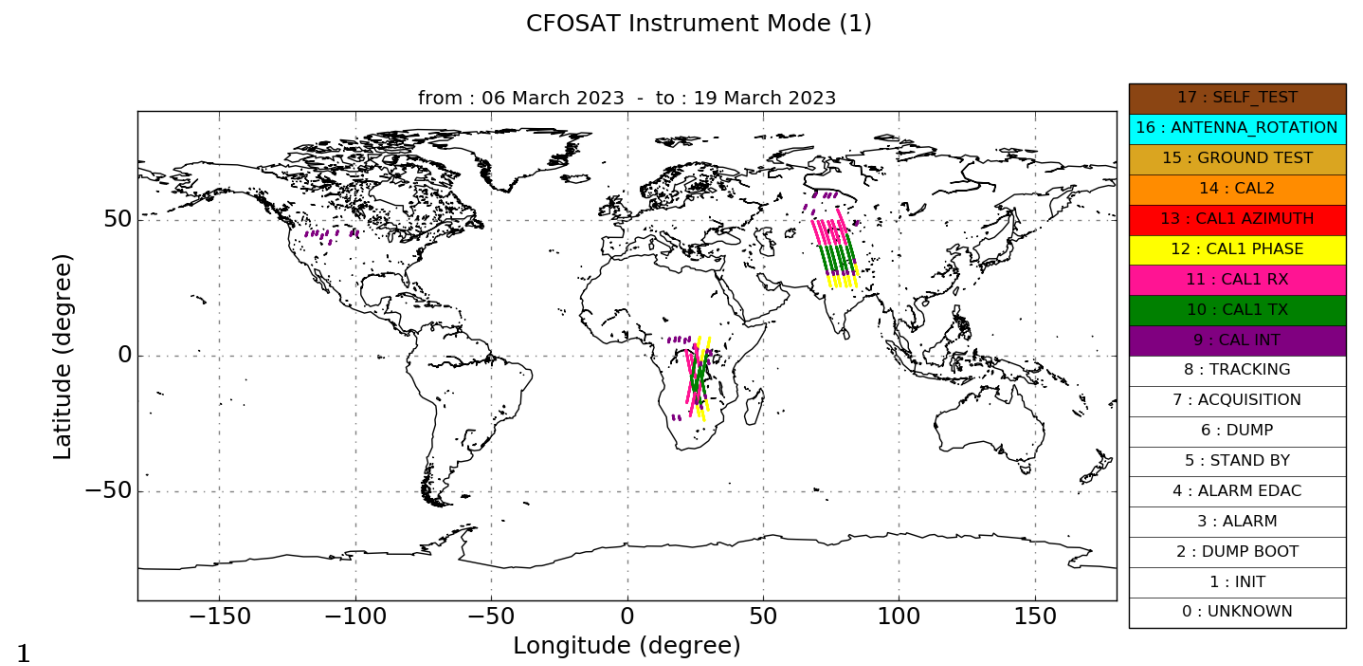 CFOSAT Instrument Mode (1)
from : 06 March 2023 - to : 19 March 2023
17 : SELF_TEST
16 : ANTENNA_ROTATION
15 : GROUND TEST
14 : CAL2
13 : CAL1 AZIMUTH
12 : CAL1 PHASE
11 : CAL1 RX
10 : CAL1 TX
9 : CAL INT
8 : TRACKING
7 : ACQUISITION
6 : DUMP
5 : STAND BY
4 : ALARM EDAC
3 : ALARM
2 : DUMP BOOT
1 : INIT
0 : UNKNOWN
Latitude (degree)
50
0
−50
−150 −100 −50 0 50 100 150
Longitude (degree)
1